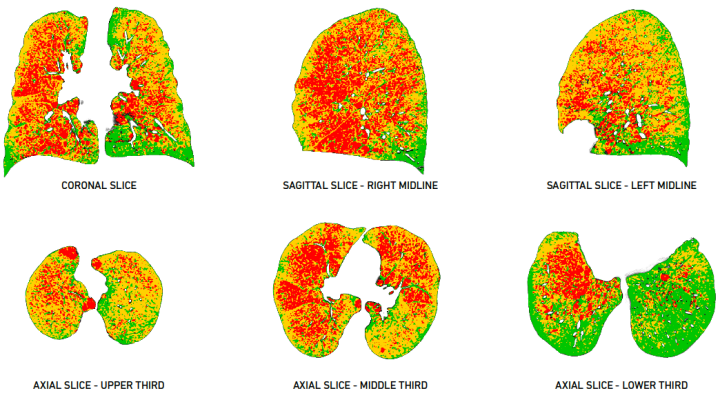 CORONAL SLICE
SAGITTAL SLICE - RIGHT MIDLINE
SAGITTAL SLICE - LEFT MIDLINE
AXIAL SLICE - UPPER THIRD
AXIAL SLICE - MIDDLE THIRD
AXIAL SLICE - LOWER THIRD